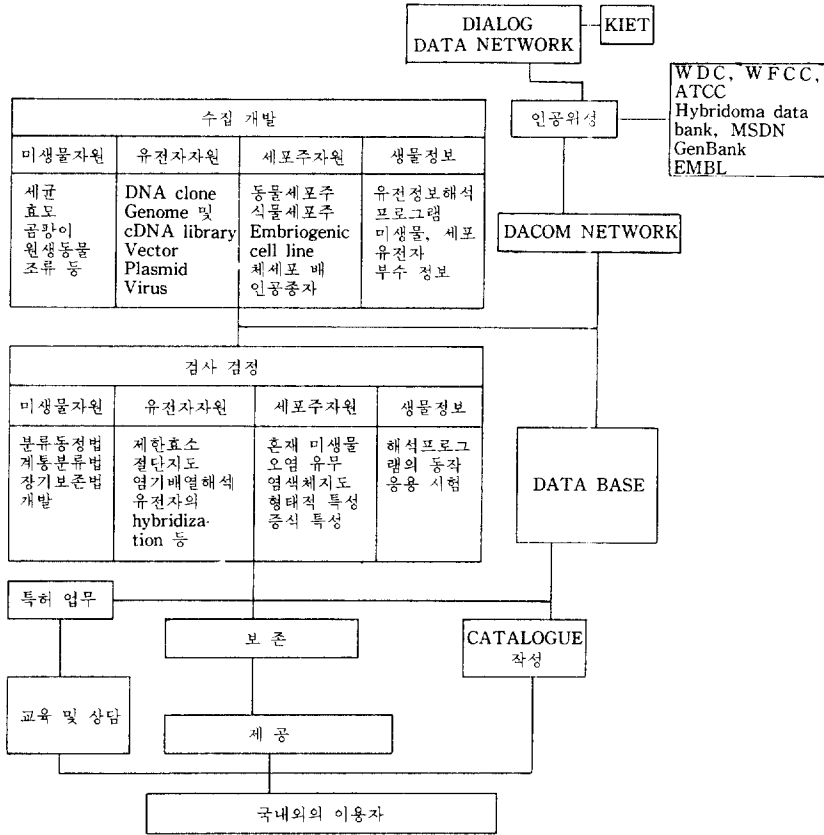 DIALOG
DATA NETWORK
KIET
WDC, WFCC,
ATCC
Hybridoma data
bank, MSDN
GenBank
EMBL
인공위성
DACOM NETWORK
수집 개발
미생물자원
세균
효모
곰팡이
원생동물
조류 등
유전자자원
DNA clone
Genome 및
cDNA library
Vector
Plasmid
Virus
세포주자원
동물세포주
식물세포주
Embriogenic
cell line
체세포 배
인공종자
생물정보
유전정보해석
프로그램
미생물, 세포
유전자
부수 정보
검사 검정
미생물자원
분류동정법
계통분류법
장기보존법
개발
유전자자원
제한효소
절단지도
염기배열해석
유전자의
hybridiza-
tion 등
세포주자원
혼재 미생물
오염 유무
염색체지도
형태적 특성
증식 특성
생물정보
해석프로그
램의 동작
응용 시험
DATA BASE
특허 업무
보 존
CATALOGUE
작성
교육 및 상담
제 공
국내외의 이용자